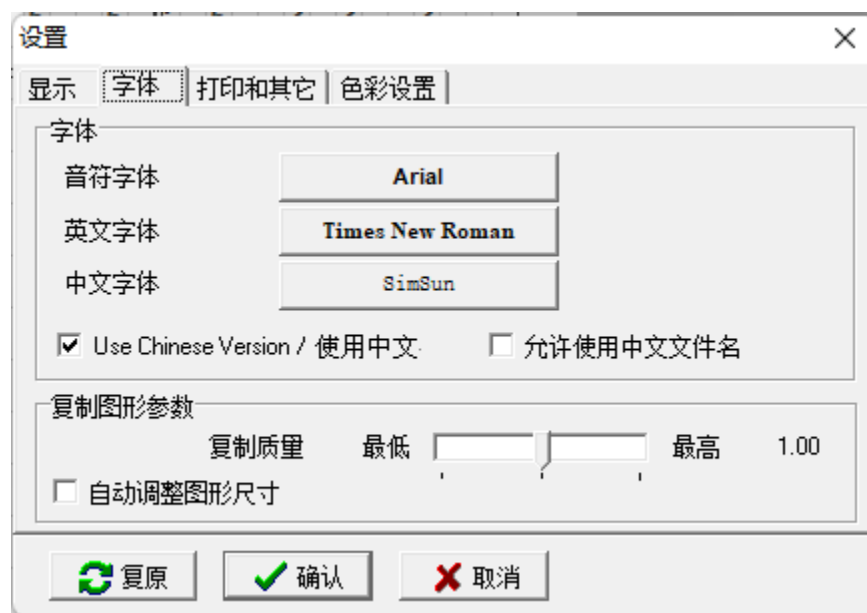 设置
显示 字体 打印和其它 色彩设置
字体
音符字体 Arial
英文字体 Times New Roman
中文字体 SimSun
Use Chinese Version / 使用中文 允许使用中文文件名
复制图形参数
复制质量 最低 最高 1.00
自动调整图形尺寸
复原 确认 取消